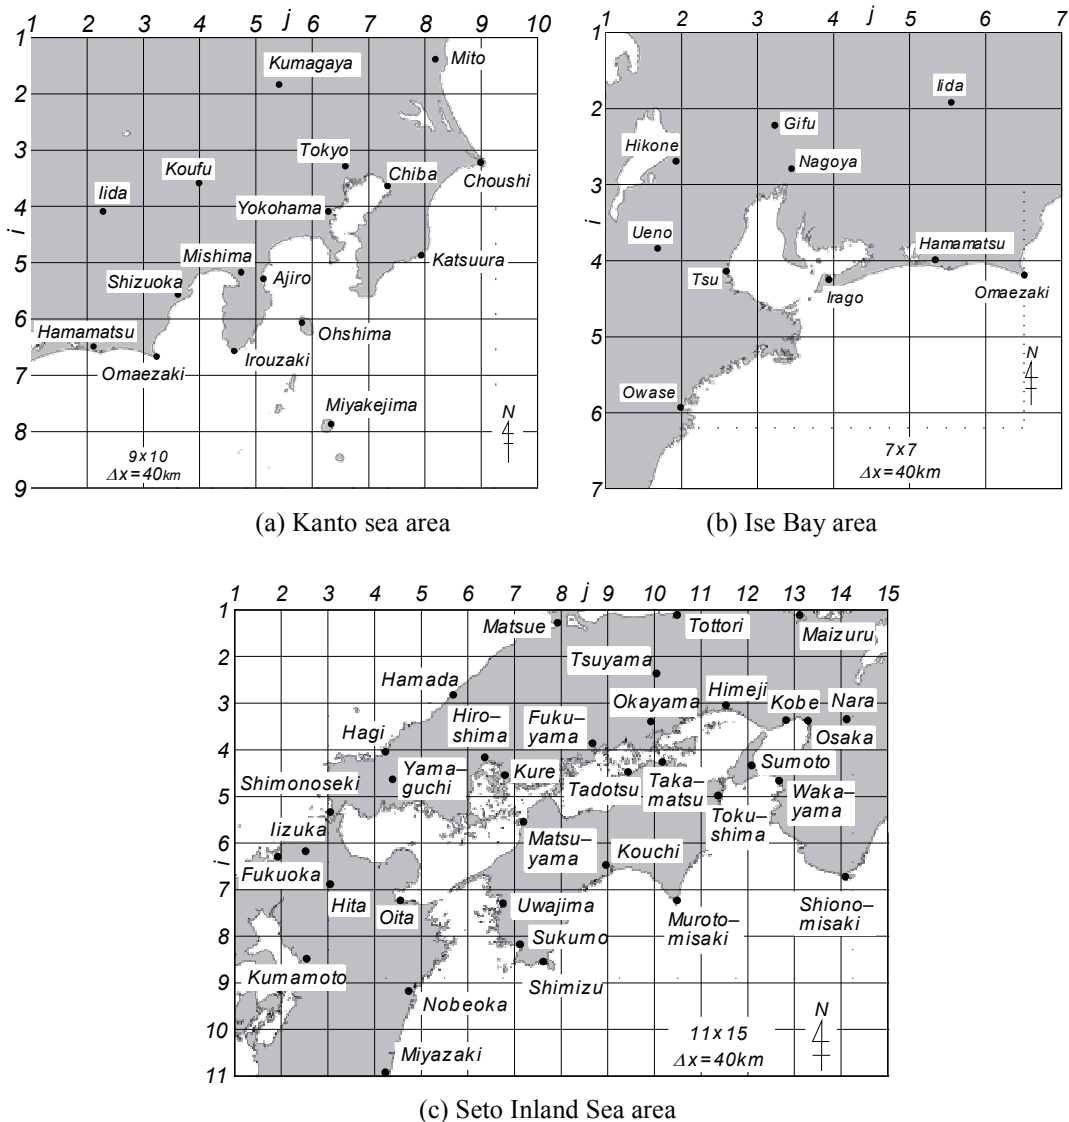 1 2 3 4 5 j 6 7 8 9 10
1
2
3
4
i
5
6
7
8
9
Mito
Kumagaya
Tokyo
Koufu
Chiba
Choushi
Iida
Yokohama
Mishima
Katsuura
Shizuoka
Ajiro
Hamamatsu
Ohshima
Omaezaki
Irouzaki
Miyakejima
N
9x10
Δx=40km
(a) Kanto sea area
1 2 3 4 j 5 6 7
1
2
3
i
4
5
6
7
Iida
Gifu
Hikone
Nagoya
Ueno
Hamamatsu
Tsu
Irago
Omaezaki
N
Owase
7x7
Δx=40km
(b) Ise Bay area
1 2 3 4 5 6 7 8 j 9 10 11 12 13 14 15
1
2
3
4
5
6
i
7
8
9
10
11
Matsue
Tottori
Maizuru
Tsuyama
Hamada
Okayama
Himeji
Kobe
Nara
Hagi
Hiro–
shima
Fuku–
yama
Osaka
Shimonoseki
Yama–
guchi
Kure
Tadotsu
Taka–
matsu
Sumoto
Waka–
yama
Toku–
shima
Iizuka
Matsu–
yama
Kouchi
Fukuoka
Hita
Oita
Uwajima
Muroto–
misaki
Shiono–
misaki
Sukumo
Kumamoto
Shimizu
Nobeoka
Miyazaki
N
11x15
Δx=40km
(c) Seto Inland Sea area